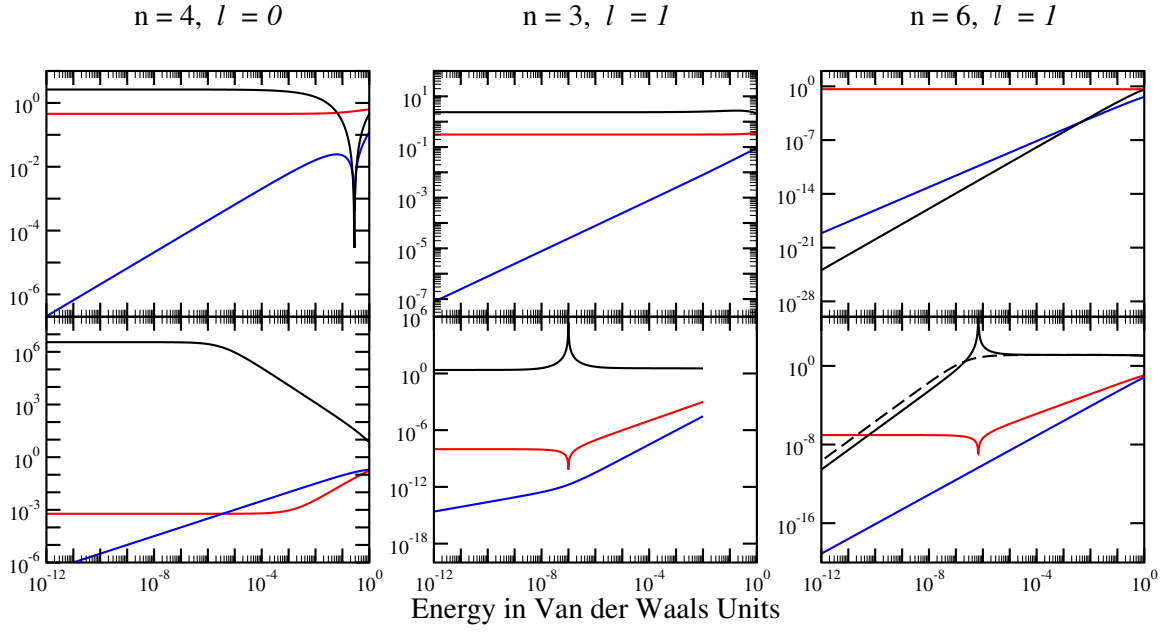 n = 4, l = 0 n = 3, l = 1 n = 6, l = 1
10^0 10^1 10^0
10^-2 10^-1 10^-7
10^-4 10^-3 10^-14
10^-6 10^-5 10^-21
10^-7 10^-28
10^6 10^6 10^0
10^3 10^0 10^-8
10^0 10^-6 10^-16
10^-3 10^-12
10^-6 10^-18
10^-12 10^-8 10^-4 10^0 10^-12 10^-8 10^-4 10^0 10^-12 10^-8 10^-4 10^0
Energy in Van der Waals Units